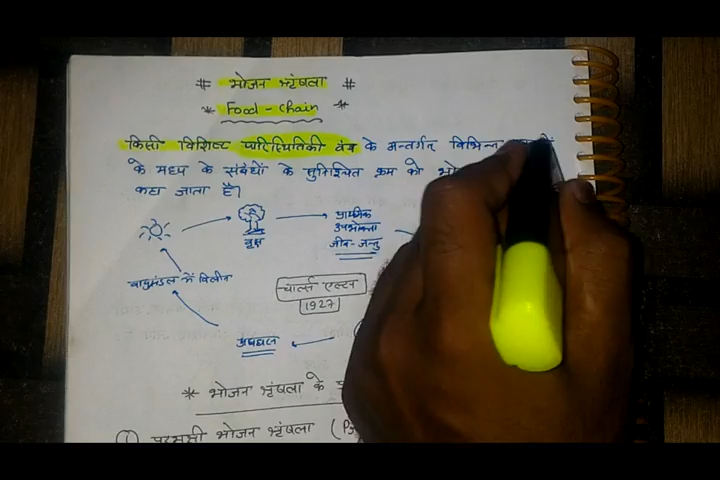 # भोजन श्रृंखला #
* Food-chain *
किसी विशिष्ट पारिस्थितिकी तंत्र के अन्तर्गत विभिन्न
के मध्य के संबंधों के सुनिश्चित क्रम को
कहा जाता है।
वृक्ष
प्राथमिक
उपभोक्ता
जीव-जन्तु
वायुमंडल में विलीन
चार्ल्स एल्टन
1927
अपघटन
* भोजन श्रृंखला के
① परभक्षी भोजन श्रृंखला (